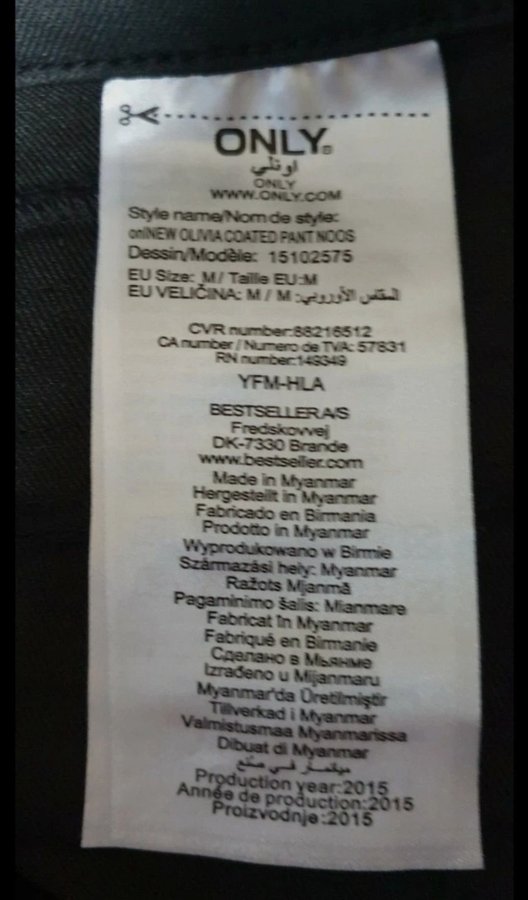 ONLY®
اونلي
ONLY
WWW.ONLY.COM
Style name/Nom de style:
onlNEW OLIVIA COATED PANT NOOS
Dessin/Modèle: 15102575
EU Size: M / Taille EU:M
EU VELIČINA: M / M :المقاس الأوروبي
CVR number:88216512
CA number / Numero de TVA: 57831
RN number:149349
YFM-HLA
BESTSELLER A/S
Fredskovvej
DK-7330 Brande
www.bestseller.com
Made in Myanmar
Hergestellt in Myanmar
Fabricado en Birmania
Prodotto in Myanmar
Wyprodukowano w Birmie
Származási hely: Myanmar
Ražots Mjanmā
Pagaminimo šalis: Mianmare
Fabricat în Myanmar
Fabriqué en Birmanie
Сделано в Мьянме
Izrađeno u Mijanmaru
Myanmar'da Üretilmiştir
Tillverkad i Myanmar
Valmistusmaa Myanmarissa
Dibuat di Myanmar
ميانمار في صنع
Production year:2015
Année de production:2015
Proizvodnje:2015